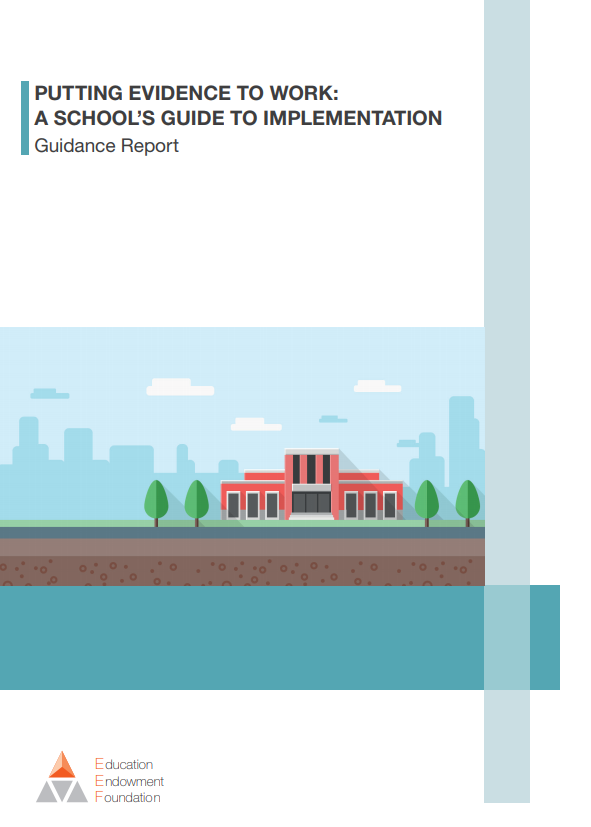 PUTTING EVIDENCE TO WORK:
A SCHOOL’S GUIDE TO IMPLEMENTATION
Guidance Report
Education
Endowment
Foundation